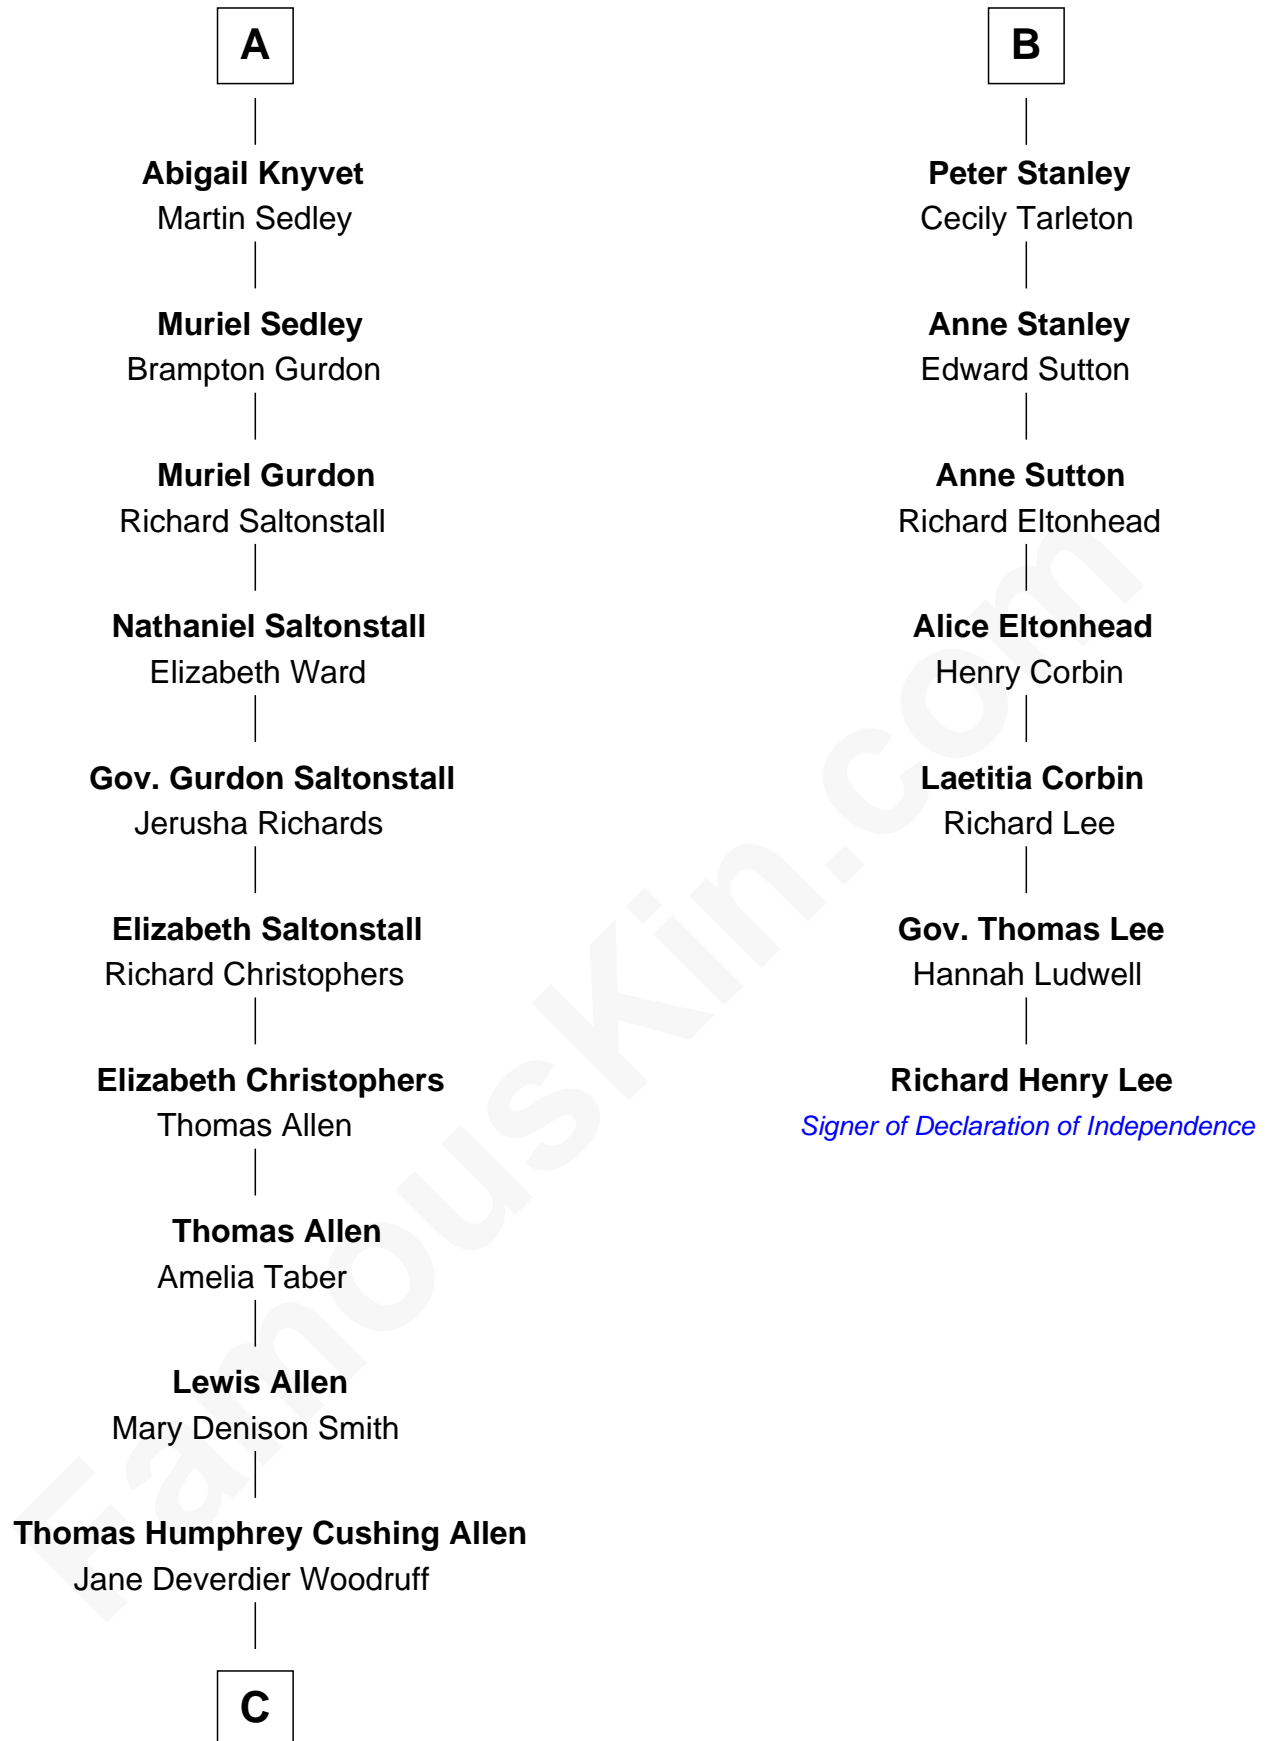 A
Abigail Knyvet
Martin Sedley
Muriel Sedley
Brampton Gurdon
Muriel Gurdon
Richard Saltonstall
Nathaniel Saltonstall
Elizabeth Ward
Gov. Gurdon Saltonstall
Jerusha Richards
Elizabeth Saltonstall
Richard Christophers
Elizabeth Christophers
Thomas Allen
Thomas Allen
Amelia Taber
Lewis Allen
Mary Denison Smith
Thomas Humphrey Cushing Allen
Jane Deverdier Woodruff
C
B
Peter Stanley
Cecily Tarleton
Anne Stanley
Edward Sutton
Anne Sutton
Richard Eltonhead
Alice Eltonhead
Henry Corbin
Laetitia Corbin
Richard Lee
Gov. Thomas Lee
Hannah Ludwell
Richard Henry Lee
Signer of Declaration of Independence
FamousKin.com